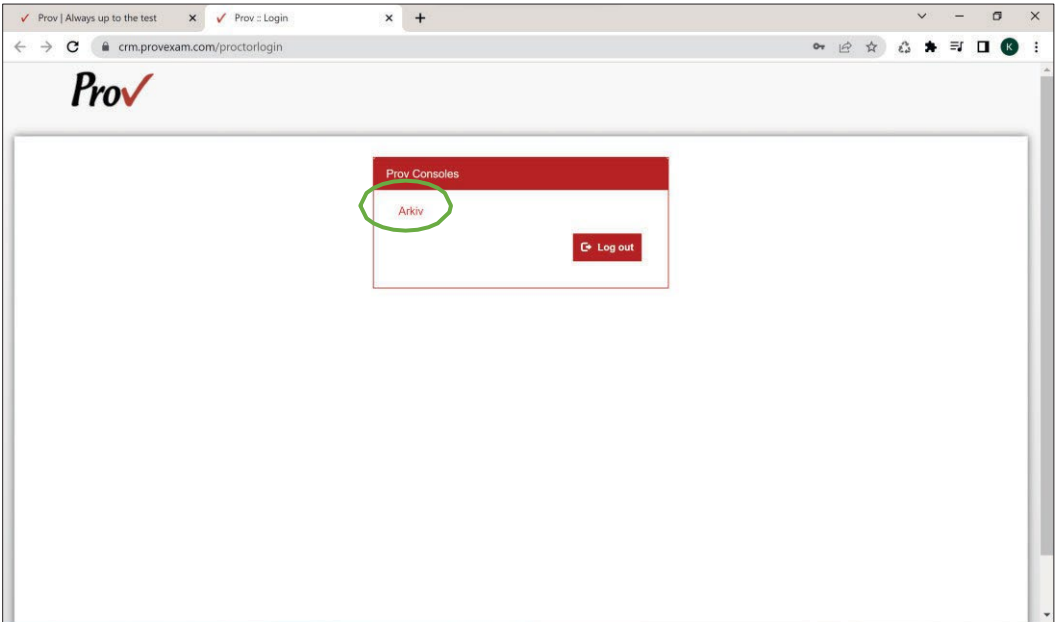 Prov | Always up to the test
Prov :: Login
crm.provexam.com/proctorlogin
K
Prov
Prov Consoles
Arkiv
Log out